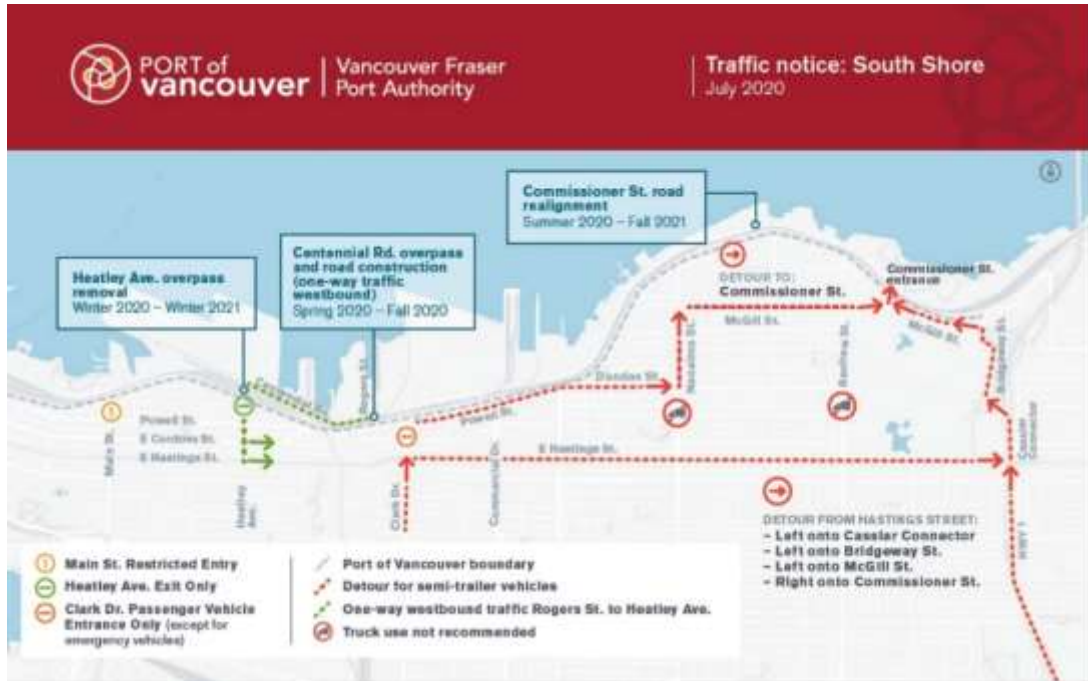 PORT of
vancouver
Vancouver Fraser
Port Authority
Traffic notice: South Shore
July 2020
Commissioner St. road
realignment
Summer 2020 – Fall 2021
Centennial Rd. overpass
and road construction
(one-way traffic
westbound)
Spring 2020 – Fall 2020
Heatley Ave. overpass
removal
Winter 2020 – Winter 2021
DETOUR TO:
Commissioner St.
Commissioner St.
entrance
McGill St.
McGill St.
Nanaimo St.
Renfrew St.
Bridgeway St.
Dundas St.
Rogers St.
Powell St.
Powell St.
E Cordova St.
E Hastings St.
E Hastings St.
Main St.
Heatley
Ave.
Clark Dr.
Commercial Dr.
Cassiar
Connector
HWY 1
DETOUR FROM HASTINGS STREET:
– Left onto Casslar Connector
– Left onto Bridgeway St.
– Left onto McGill St.
– Right onto Commissioner St.
Main St. Restricted Entry
Heatley Ave. Exit Only
Clark Dr. Passenger Vehicle
Entrance Only (except for
emergency vehicles)
Port of Vancouver boundary
Detour for semi-trailer vehicles
One-way westbound traffic Rogers St. to Heatley Ave.
Truck use not recommended